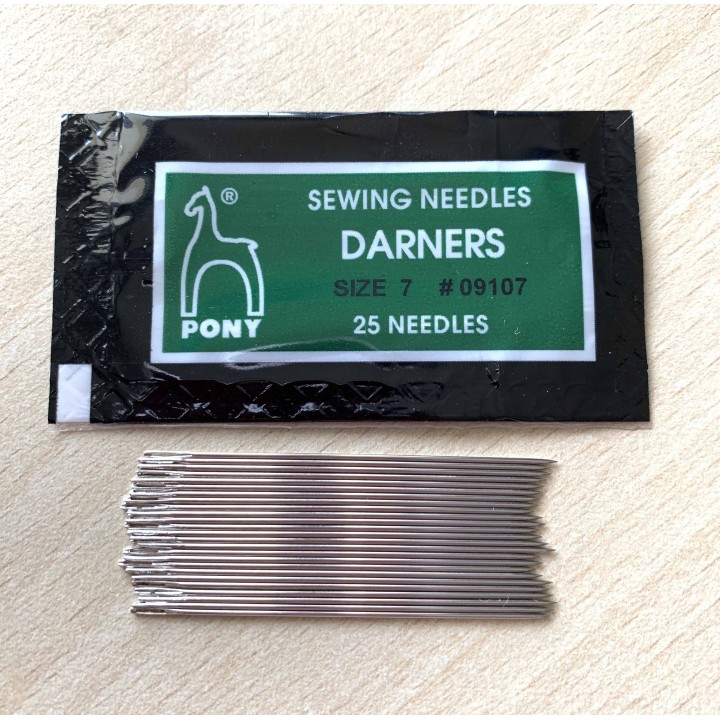 ®
SEWING NEEDLES
DARNERS
SIZE 7 # 09107
25 NEEDLES
PONY